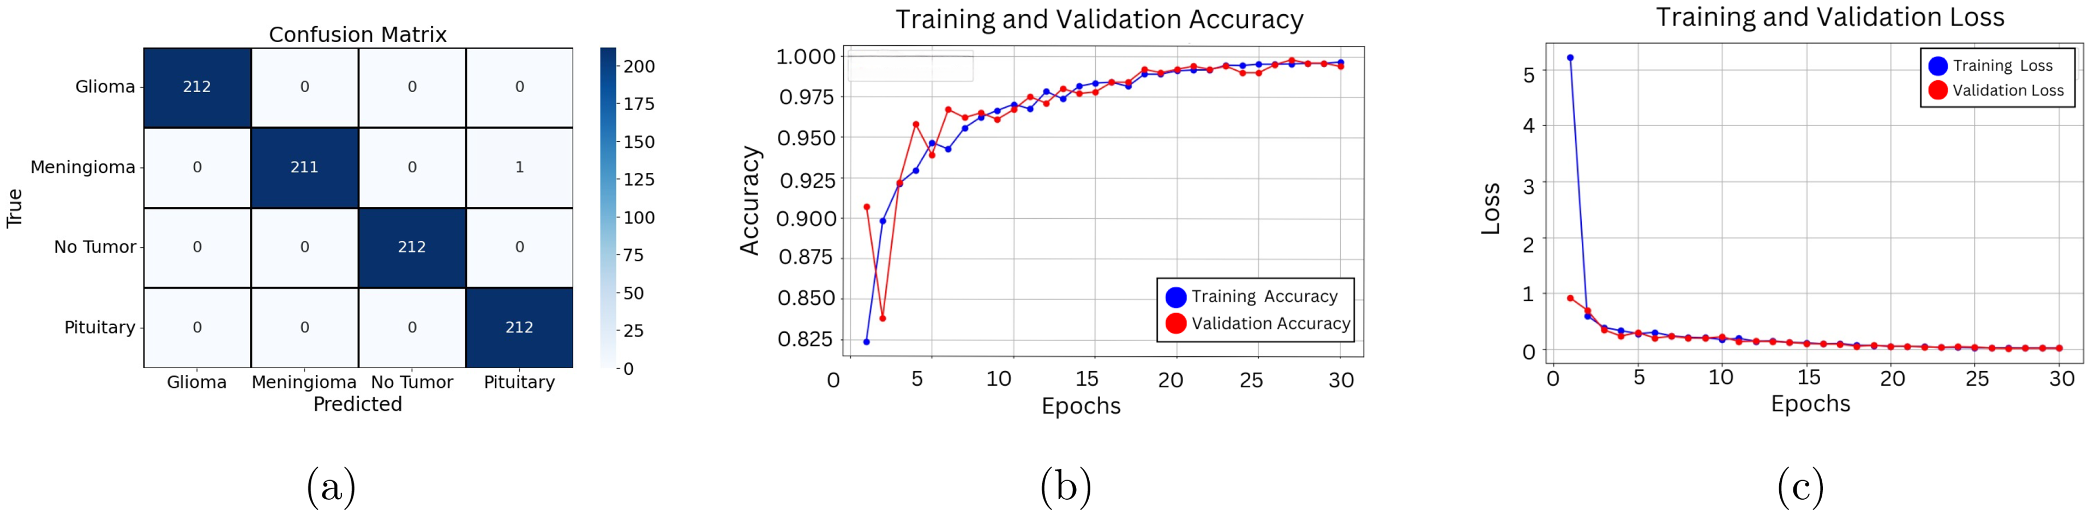 Confusion Matrix
True
Glioma 212 0 0 0
Meningioma 0 211 0 1
No Tumor 0 0 212 0
Pituitary 0 0 0 212
Glioma Meningioma No Tumor Pituitary
Predicted
200
175
150
125
100
75
50
25
0
(a)
Training and Validation Accuracy
Accuracy
1.000
0.975
0.950
0.925
0.900
0.875
0.850
0.825
Training Accuracy
Validation Accuracy
0 5 10 15 20 25 30
Epochs
(b)
Training and Validation Loss
Loss
5
4
3
2
1
0
Training Loss
Validation Loss
0 5 10 15 20 25 30
Epochs
(c)